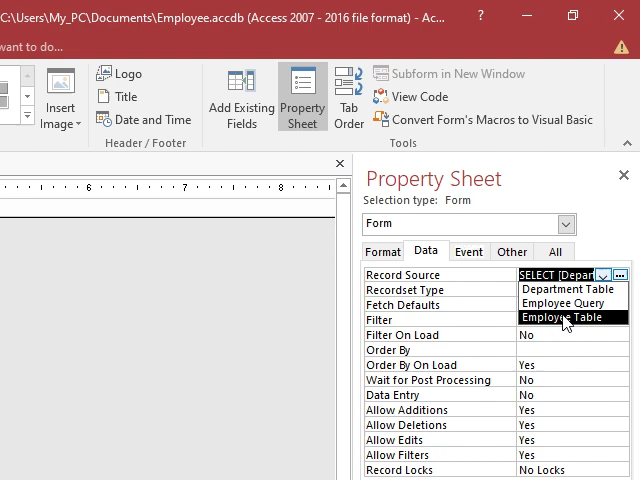 C:\Users\My_PC\Documents\Employee.accdb (Access 2007 - 2016 file format) - Ac... ?
want to do...
Logo
Title
Date and Time
Header / Footer
Insert
Image
Add Existing
Fields
Property
Sheet
Tab
Order
Subform in New Window
View Code
Convert Form's Macros to Visual Basic
Tools
6 7 8
Property Sheet
Selection type: Form
Form
Format Data Event Other All
Record Source SELECT [Depart
Recordset Type Department Table
Fetch Defaults Employee Query
Filter Employee Table
Filter On Load No
Order By
Order By On Load Yes
Wait for Post Processing No
Data Entry No
Allow Additions Yes
Allow Deletions Yes
Allow Edits Yes
Allow Filters Yes
Record Locks No Locks